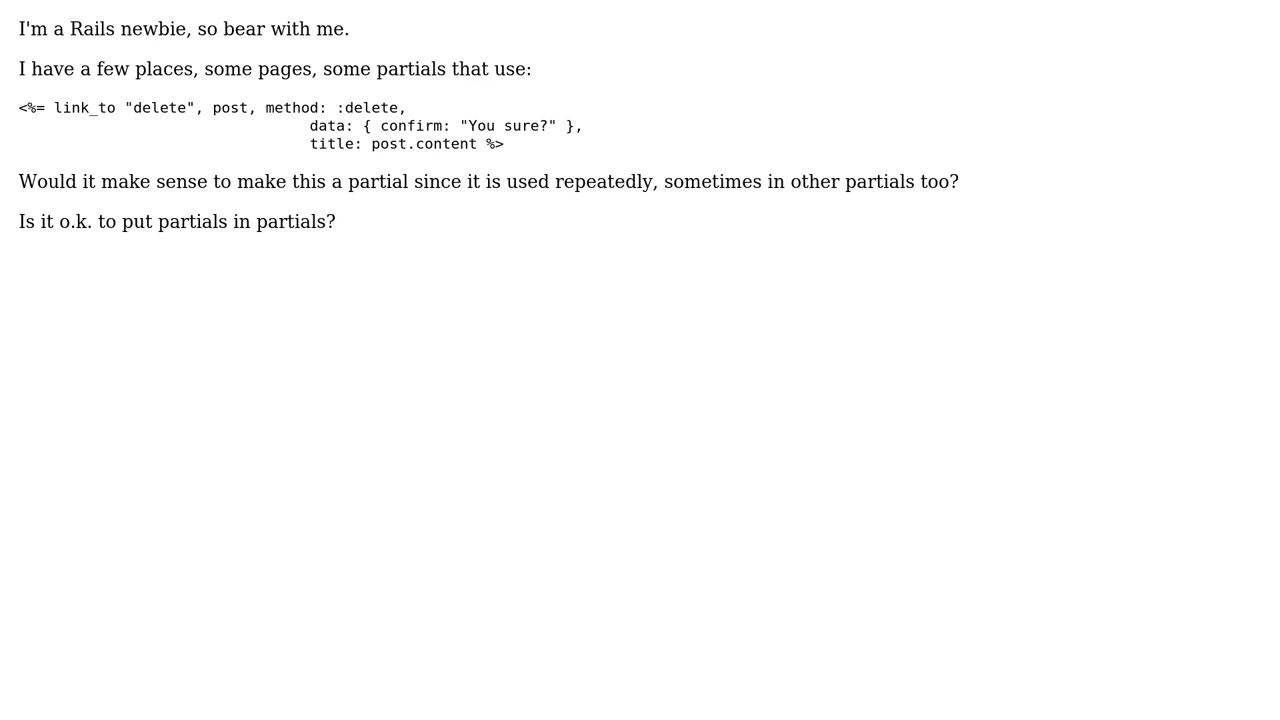 I'm a Rails newbie, so bear with me.
I have a few places, some pages, some partials that use:
<%= link_to "delete", post, method: :delete,
                                 data: { confirm: "You sure?" },
                                 title: post.content %>
Would it make sense to make this a partial since it is used repeatedly, sometimes in other partials too?
Is it o.k. to put partials in partials?